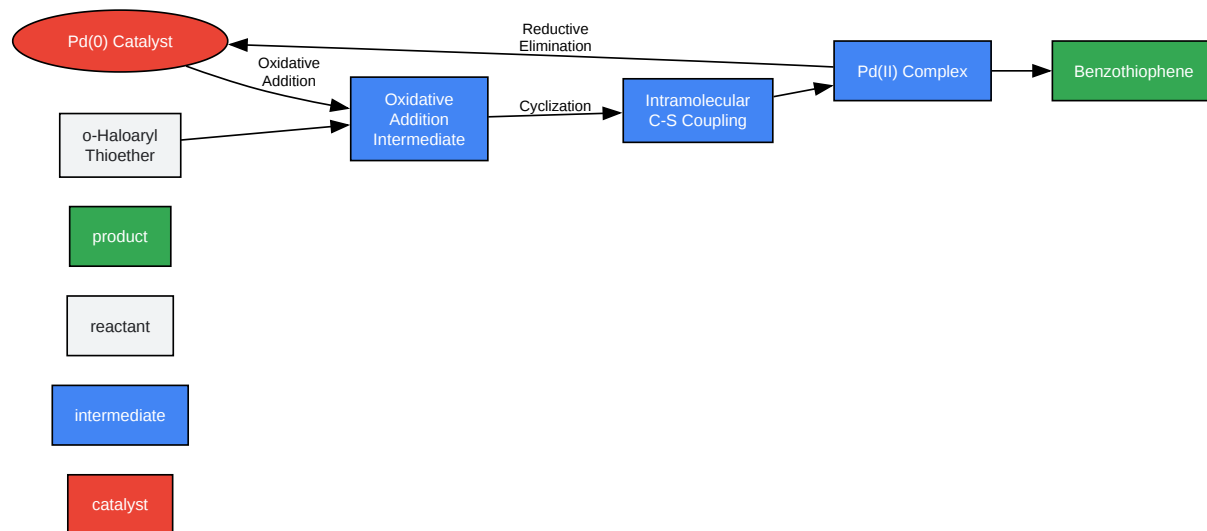 Pd(0) Catalyst
Reductive
Elimination
Oxidative
Addition
Pd(II) Complex
Benzothiophene
o-Haloaryl
Thioether
Oxidative
Addition
Intermediate
Cyclization
Intramolecular
C-S Coupling
product
reactant
intermediate
catalyst